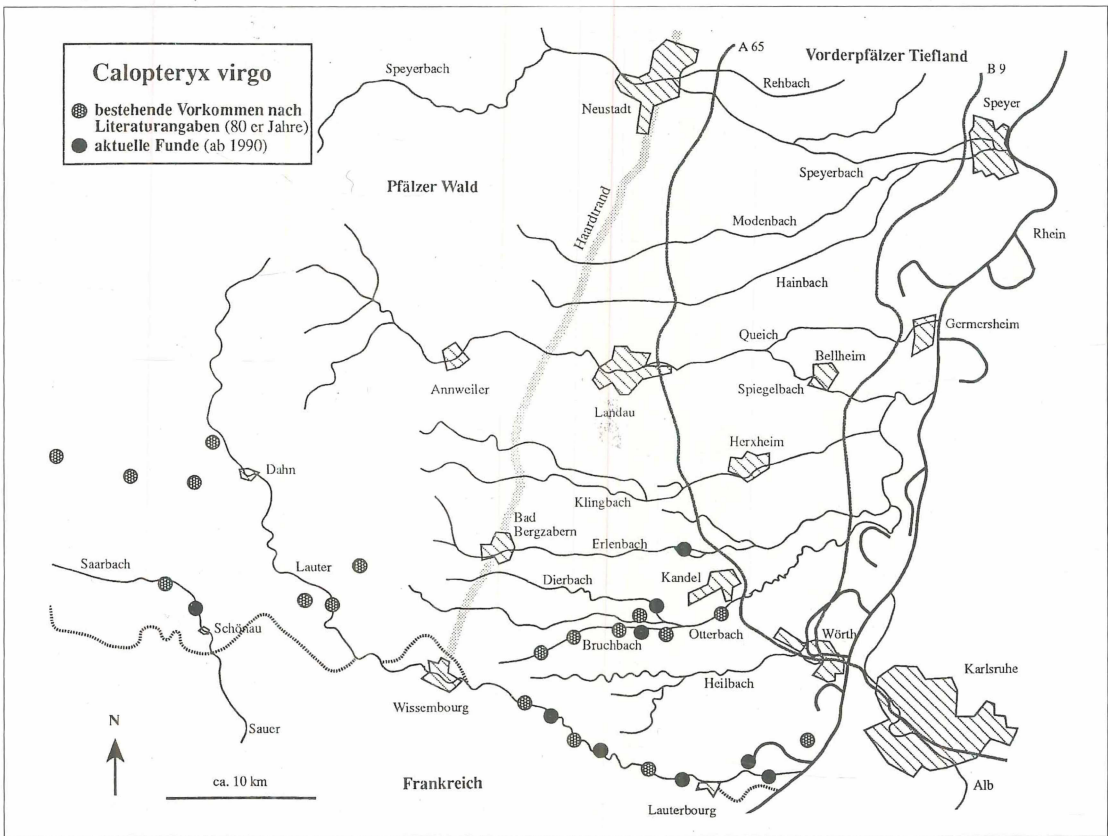 Calopteryx virgo
bestehende Vorkommen nach
Literaturangaben (80 er Jahre)
aktuelle Funde (ab 1990)
Speyerbach
Neustadt
A 65
Vorderpfälzer Tiefland
Rehbach
B 9
Speyer
Pfälzer Wald
Haardtrand
Speyerbach
Modenbach
Rhein
Hainbach
Queich
Germersheim
Bellheim
Annweiler
Landau
Spiegelbach
Herxheim
Dahn
Klingbach
Bad
Bergzabern
Erlenbach
Saarbach
Lauter
Dierbach
Kandel
Schönau
Bruchbach
Otterbach
Wörth
Karlsruhe
Wissembourg
Heilbach
Sauer
N
ca. 10 km
Frankreich
Lauterbourg
Alb